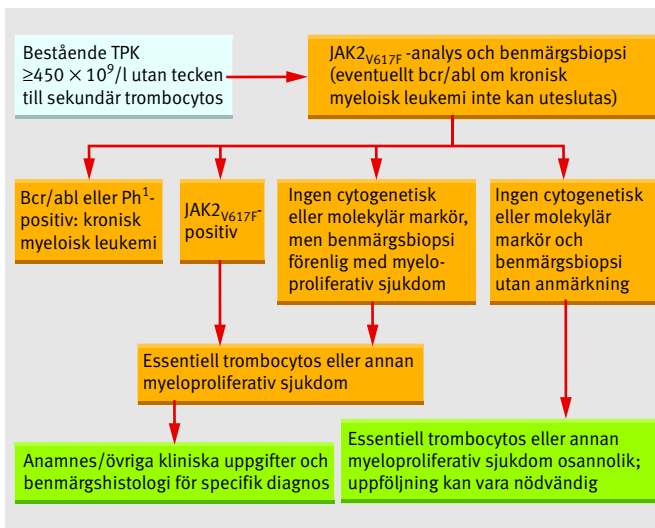 Bestående TPK
≥450 × 10⁹/l utan tecken
till sekundär trombocytos
JAK2V617F -analys och benmärgsbiopsi
(eventuellt bcr/abl om kronisk
myeloisk leukemi inte kan uteslutas)
Bcr/abl eller Ph¹-
positiv: kronisk
myeloisk leukemi
JAK2V617F-
positiv
Ingen cytogenetisk
eller molekylär markör,
men benmärgsbiopsi
förenlig med myelo-
proliferativ sjukdom
Ingen cytogenetisk
eller molekylär
markör och
benmärgsbiopsi
utan anmärkning
Essentiell trombocytos eller annan
myeloproliferativ sjukdom
Anamnes/övriga kliniska uppgifter och
benmärgshistologi för specifik diagnos
Essentiell trombocytos eller annan
myeloproliferativ sjukdom osannolik;
uppföljning kan vara nödvändig